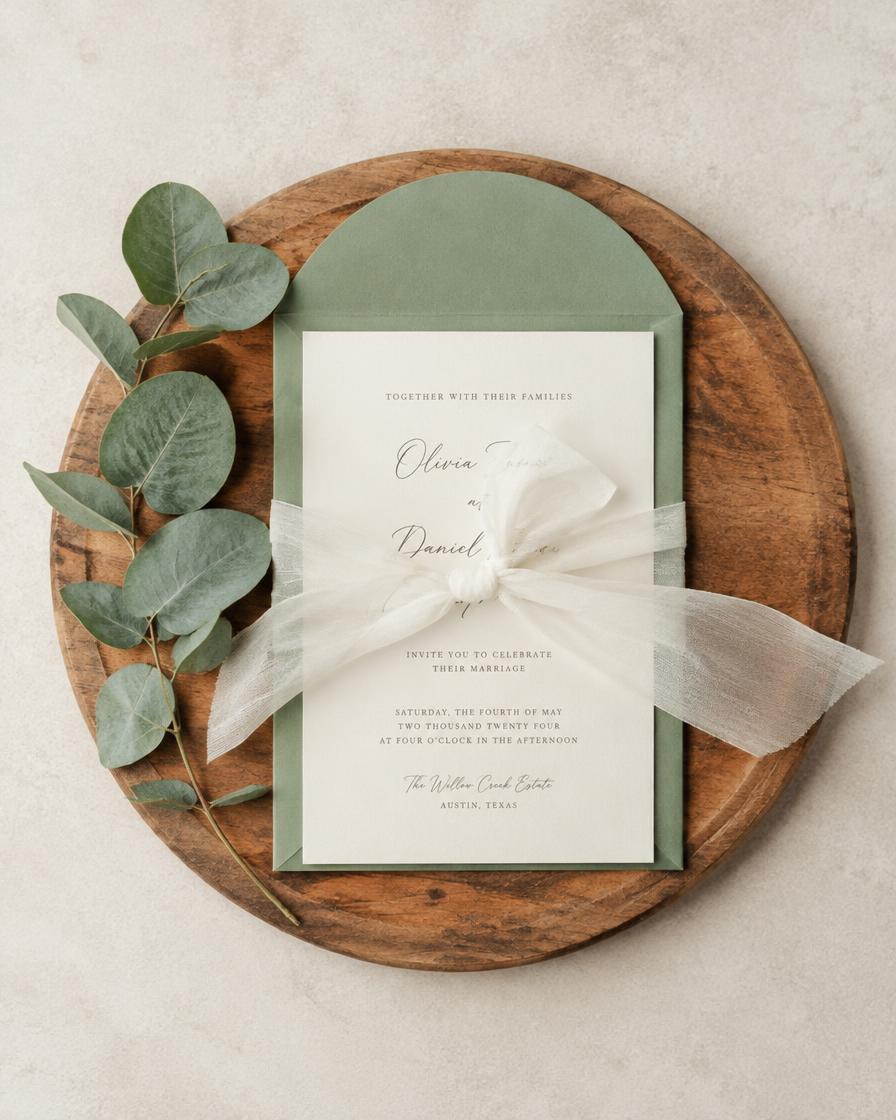 TOGETHER WITH THEIR FAMILIES
Olivia
Daniel
INVITE YOU TO CELEBRATE
THEIR MARRIAGE
SATURDAY, THE FOURTH OF MAY
TWO THOUSAND TWENTY FOUR
AT FOUR O'CLOCK IN THE AFTERNOON
The Willow Creek Estate
AUSTIN, TEXAS